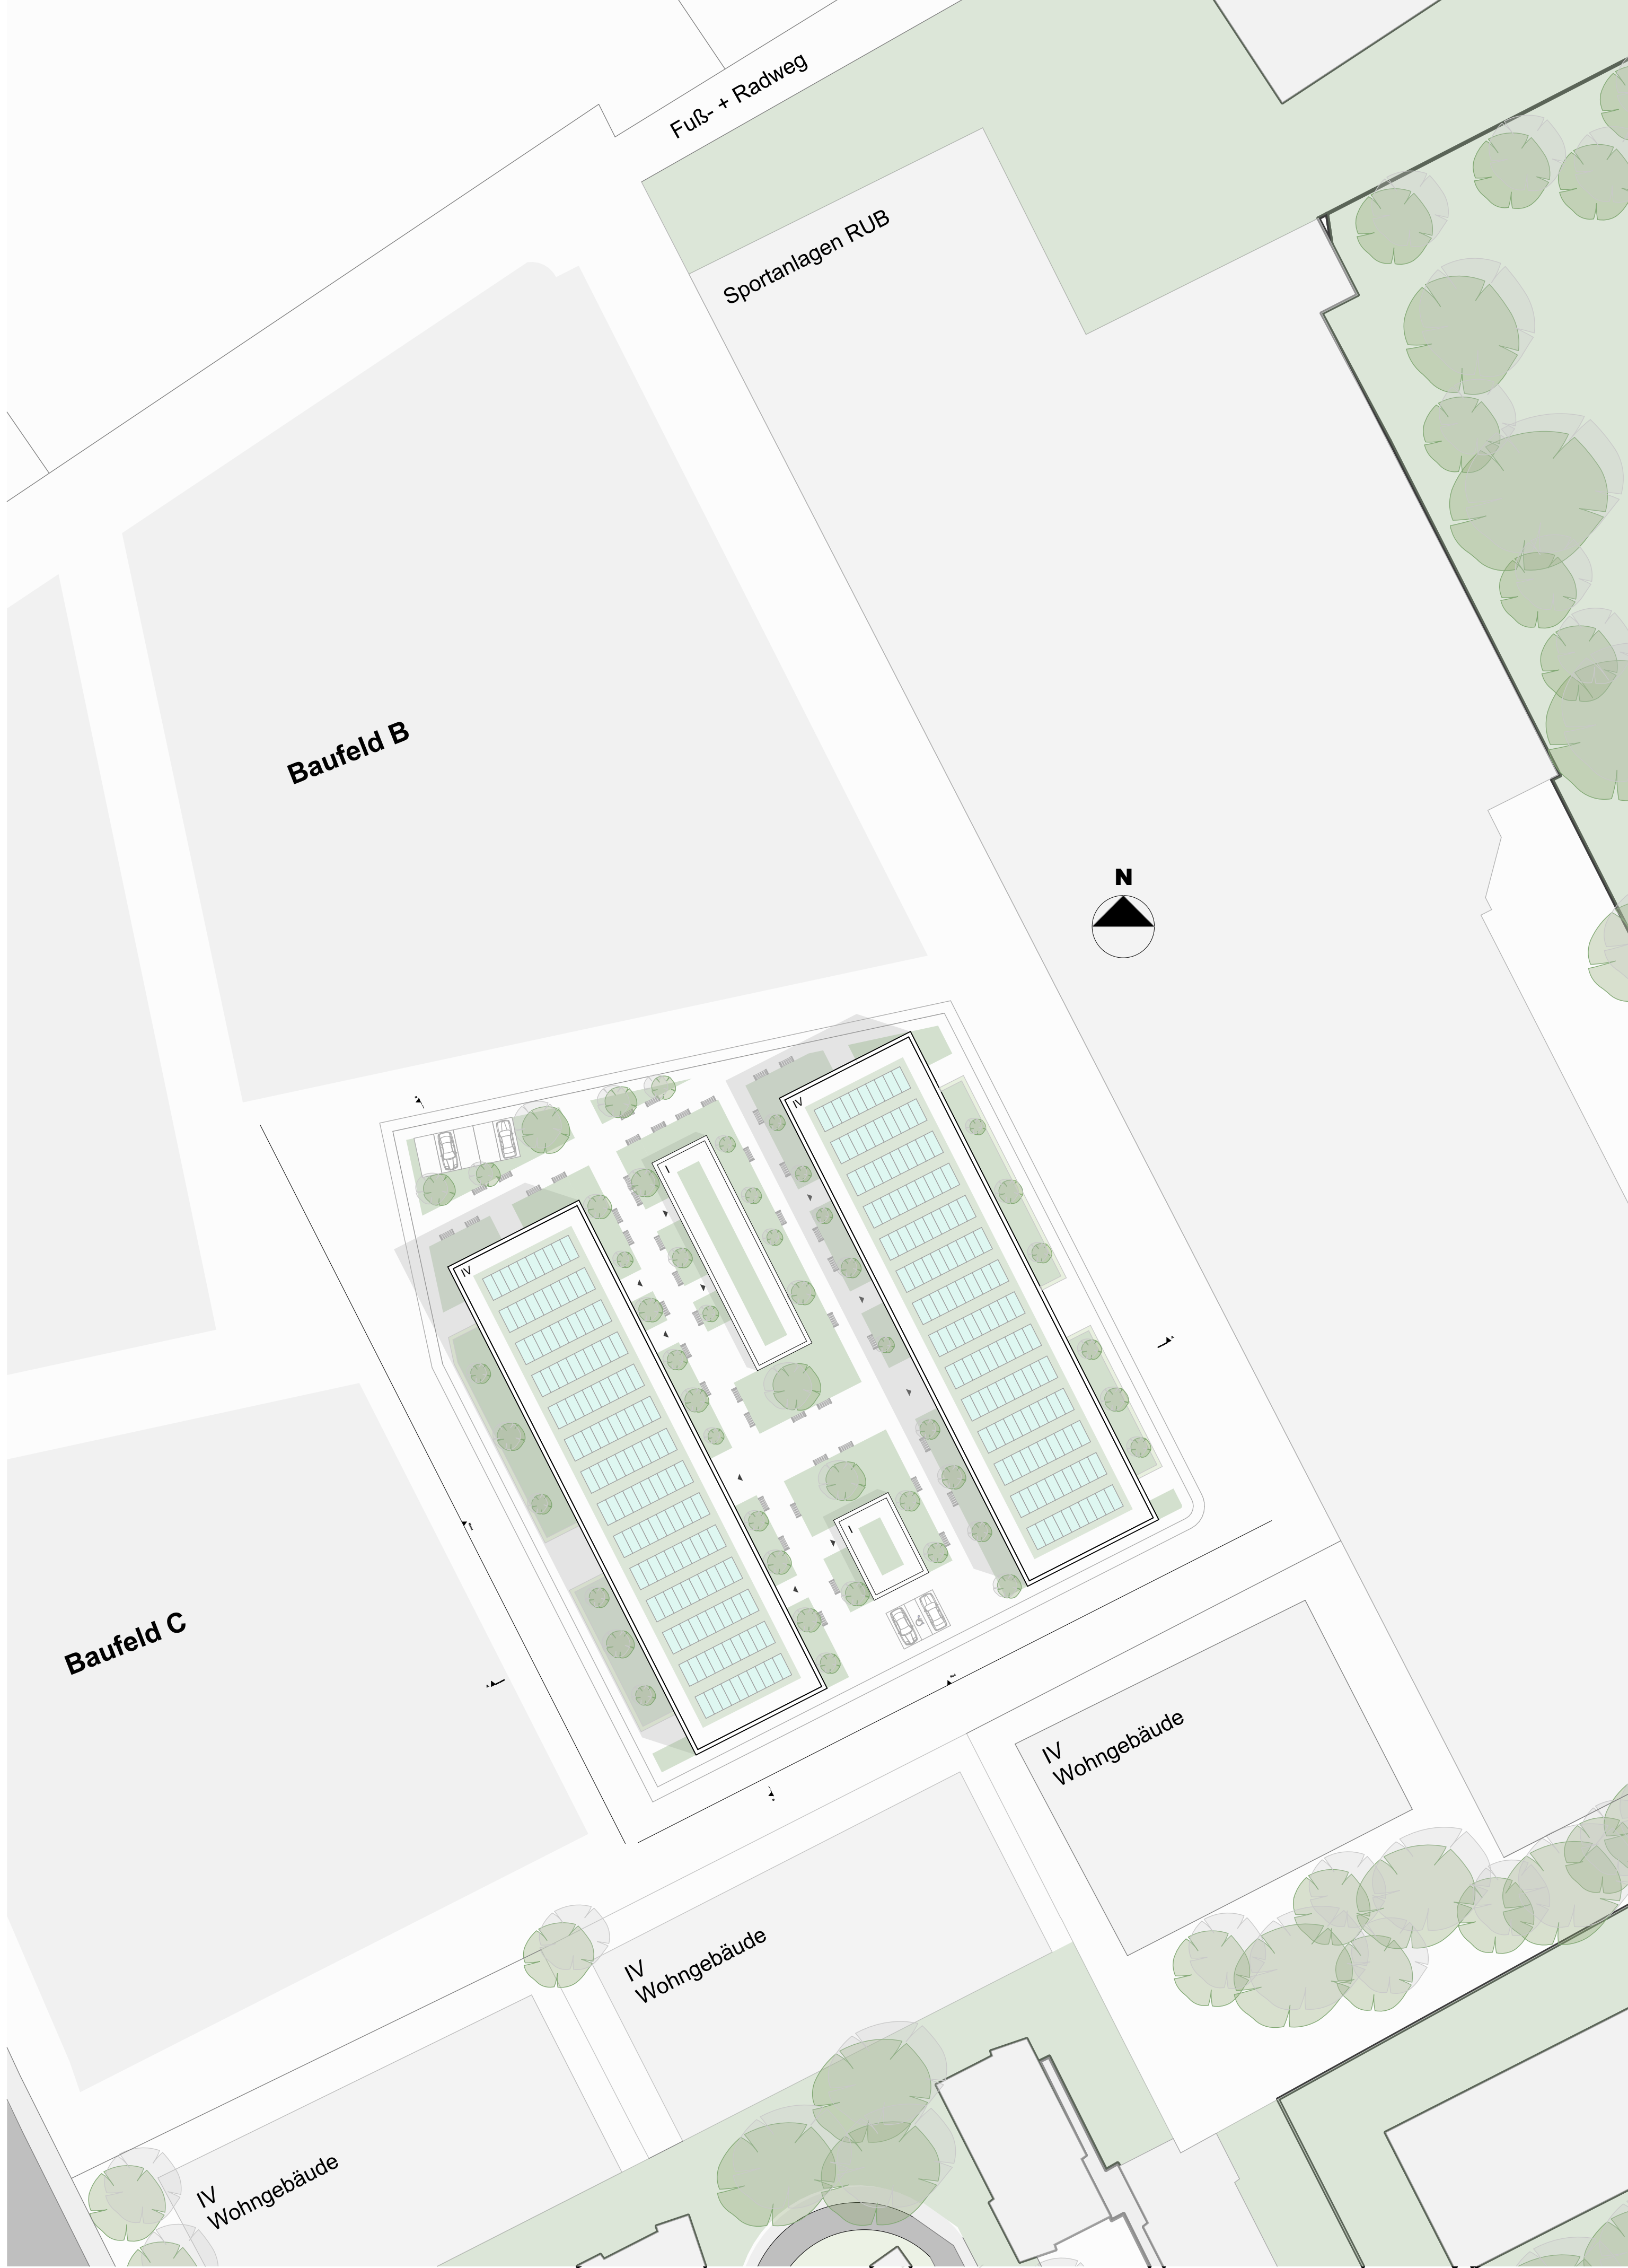 Fuß- + Radweg
Sportanlagen RUB
Baufeld B
N
IV
I
IV
I
Baufeld C
IV
Wohngebäude
IV
Wohngebäude
IV
Wohngebäude